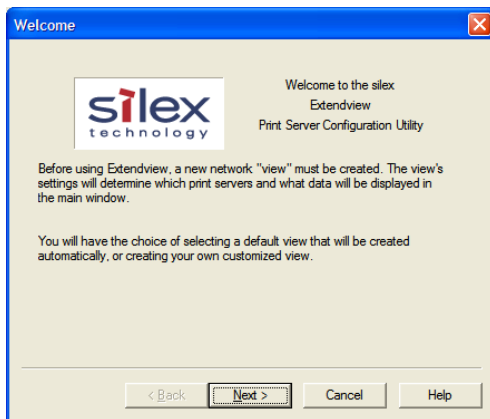 Welcome
silex
technology
Welcome to the silex
Extendview
Print Server Configuration Utility
Before using Extendview, a new network "view" must be created. The view's
settings will determine which print servers and what data will be displayed in
the main window.
You will have the choice of selecting a default view that will be created
automatically, or creating your own customized view.
< Back
Next >
Cancel
Help